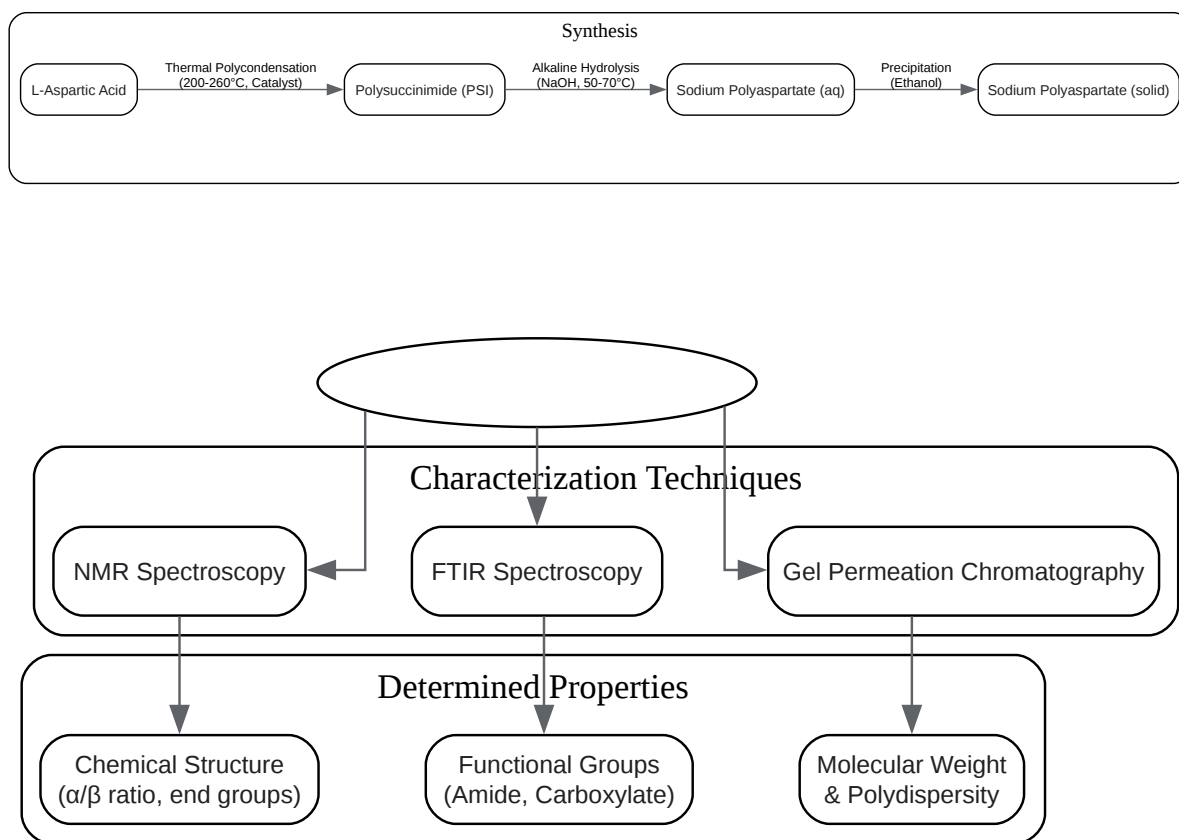 Synthesis
L-Aspartic Acid
Thermal Polycondensation
(200-260°C, Catalyst)
Polysuccinimide (PSI)
Alkaline Hydrolysis
(NaOH, 50-70°C)
Sodium Polyaspartate (aq)
Precipitation
(Ethanol)
Sodium Polyaspartate (solid)
Characterization Techniques
NMR Spectroscopy
FTIR Spectroscopy
Gel Permeation Chromatography
Determined Properties
Chemical Structure
(α/β ratio, end groups)
Functional Groups
(Amide, Carboxylate)
Molecular Weight
& Polydispersity